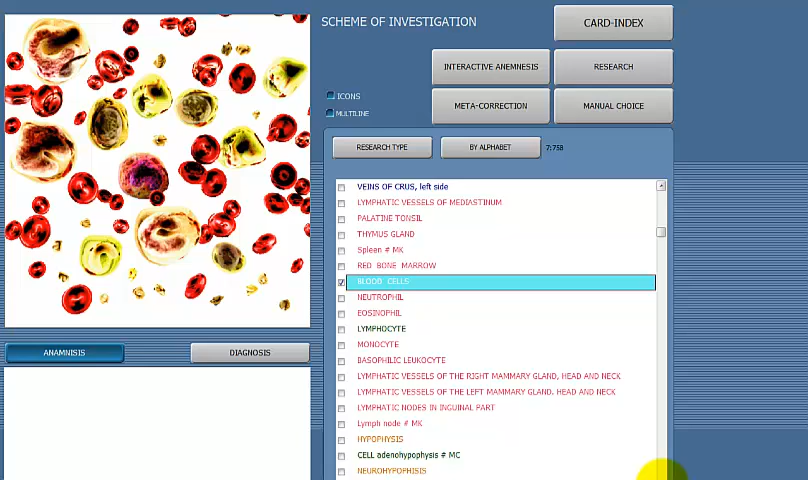 SCHEME OF INVESTIGATION
CARD-INDEX
INTERACTIVE ANEMNESIS
RESEARCH
ICONS
META-CORRECTION
MANUAL CHOICE
MULTILINE
RESEARCH TYPE
BY ALPHABET
7:758
VEINS OF CRUS, left side
LYMPHATIC VESSELS OF MEDIASTINUM
PALATINE TONSIL
THYMUS GLAND
Spleen # MK
RED BONE MARROW
BLOOD CELLS
NEUTROPHIL
EOSINOPHIL
LYMPHOCYTE
MONOCYTE
BASOPHILIC LEUKOCYTE
LYMPHATIC VESSELS OF THE RIGHT MAMMARY GLAND, HEAD AND NECK
LYMPHATIC VESSELS OF THE LEFT MAMMARY GLAND. HEAD AND NECK
LYMPHATIC NODES IN INGUINAL PART
Lymph node # MK
HYPOPHYSIS
CELL adenohypophysis # MC
NEUROHYPOPHISIS
ANAMNISIS
DIAGNOSIS